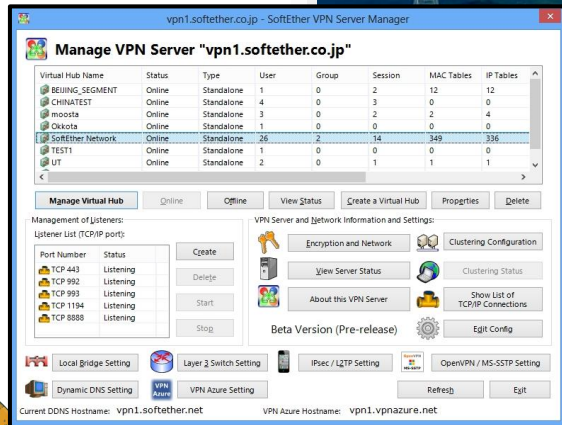 vpn1.softether.co.jp - SoftEther VPN Server Manager
Manage VPN Server "vpn1.softether.co.jp"
Virtual Hub Name Status Type User Group Session MAC Tables IP Tables
BEIJING_SEGMENT Online Standalone 1 0 2 12 12
CHINATEST Online Standalone 4 0 3 0 0
moosta Online Standalone 3 0 2 2 4
Okkota Online Standalone 1 0 0 0 0
SoftEther Network Online Standalone 26 2 14 349 336
TEST1 Online Standalone 1 0 0 0 0
UT Online Standalone 2 0 1 1 1
Manage Virtual Hub Online Offline View Status Create a Virtual Hub Properties Delete
Management of Listeners: VPN Server and Network Information and Settings:
Listener List (TCP/IP port):
Port Number Status
TCP 443 Listening
TCP 992 Listening
TCP 993 Listening
TCP 1194 Listening
TCP 8888 Listening
Create
Delete
Start
Stop
Encryption and Network Clustering Configuration
View Server Status Clustering Status
About this VPN Server Show List of
TCP/IP Connections
Beta Version (Pre-release) Edit Config
Local Bridge Setting Layer 3 Switch Setting IPsec / L2TP Setting OpenVPN / MS-SSTP Setting
Dynamic DNS Setting VPN Azure VPN Azure Setting Refresh Exit
Current DDNS Hostname: vpn1.softether.net VPN Azure Hostname: vpn1.vpnazure.net